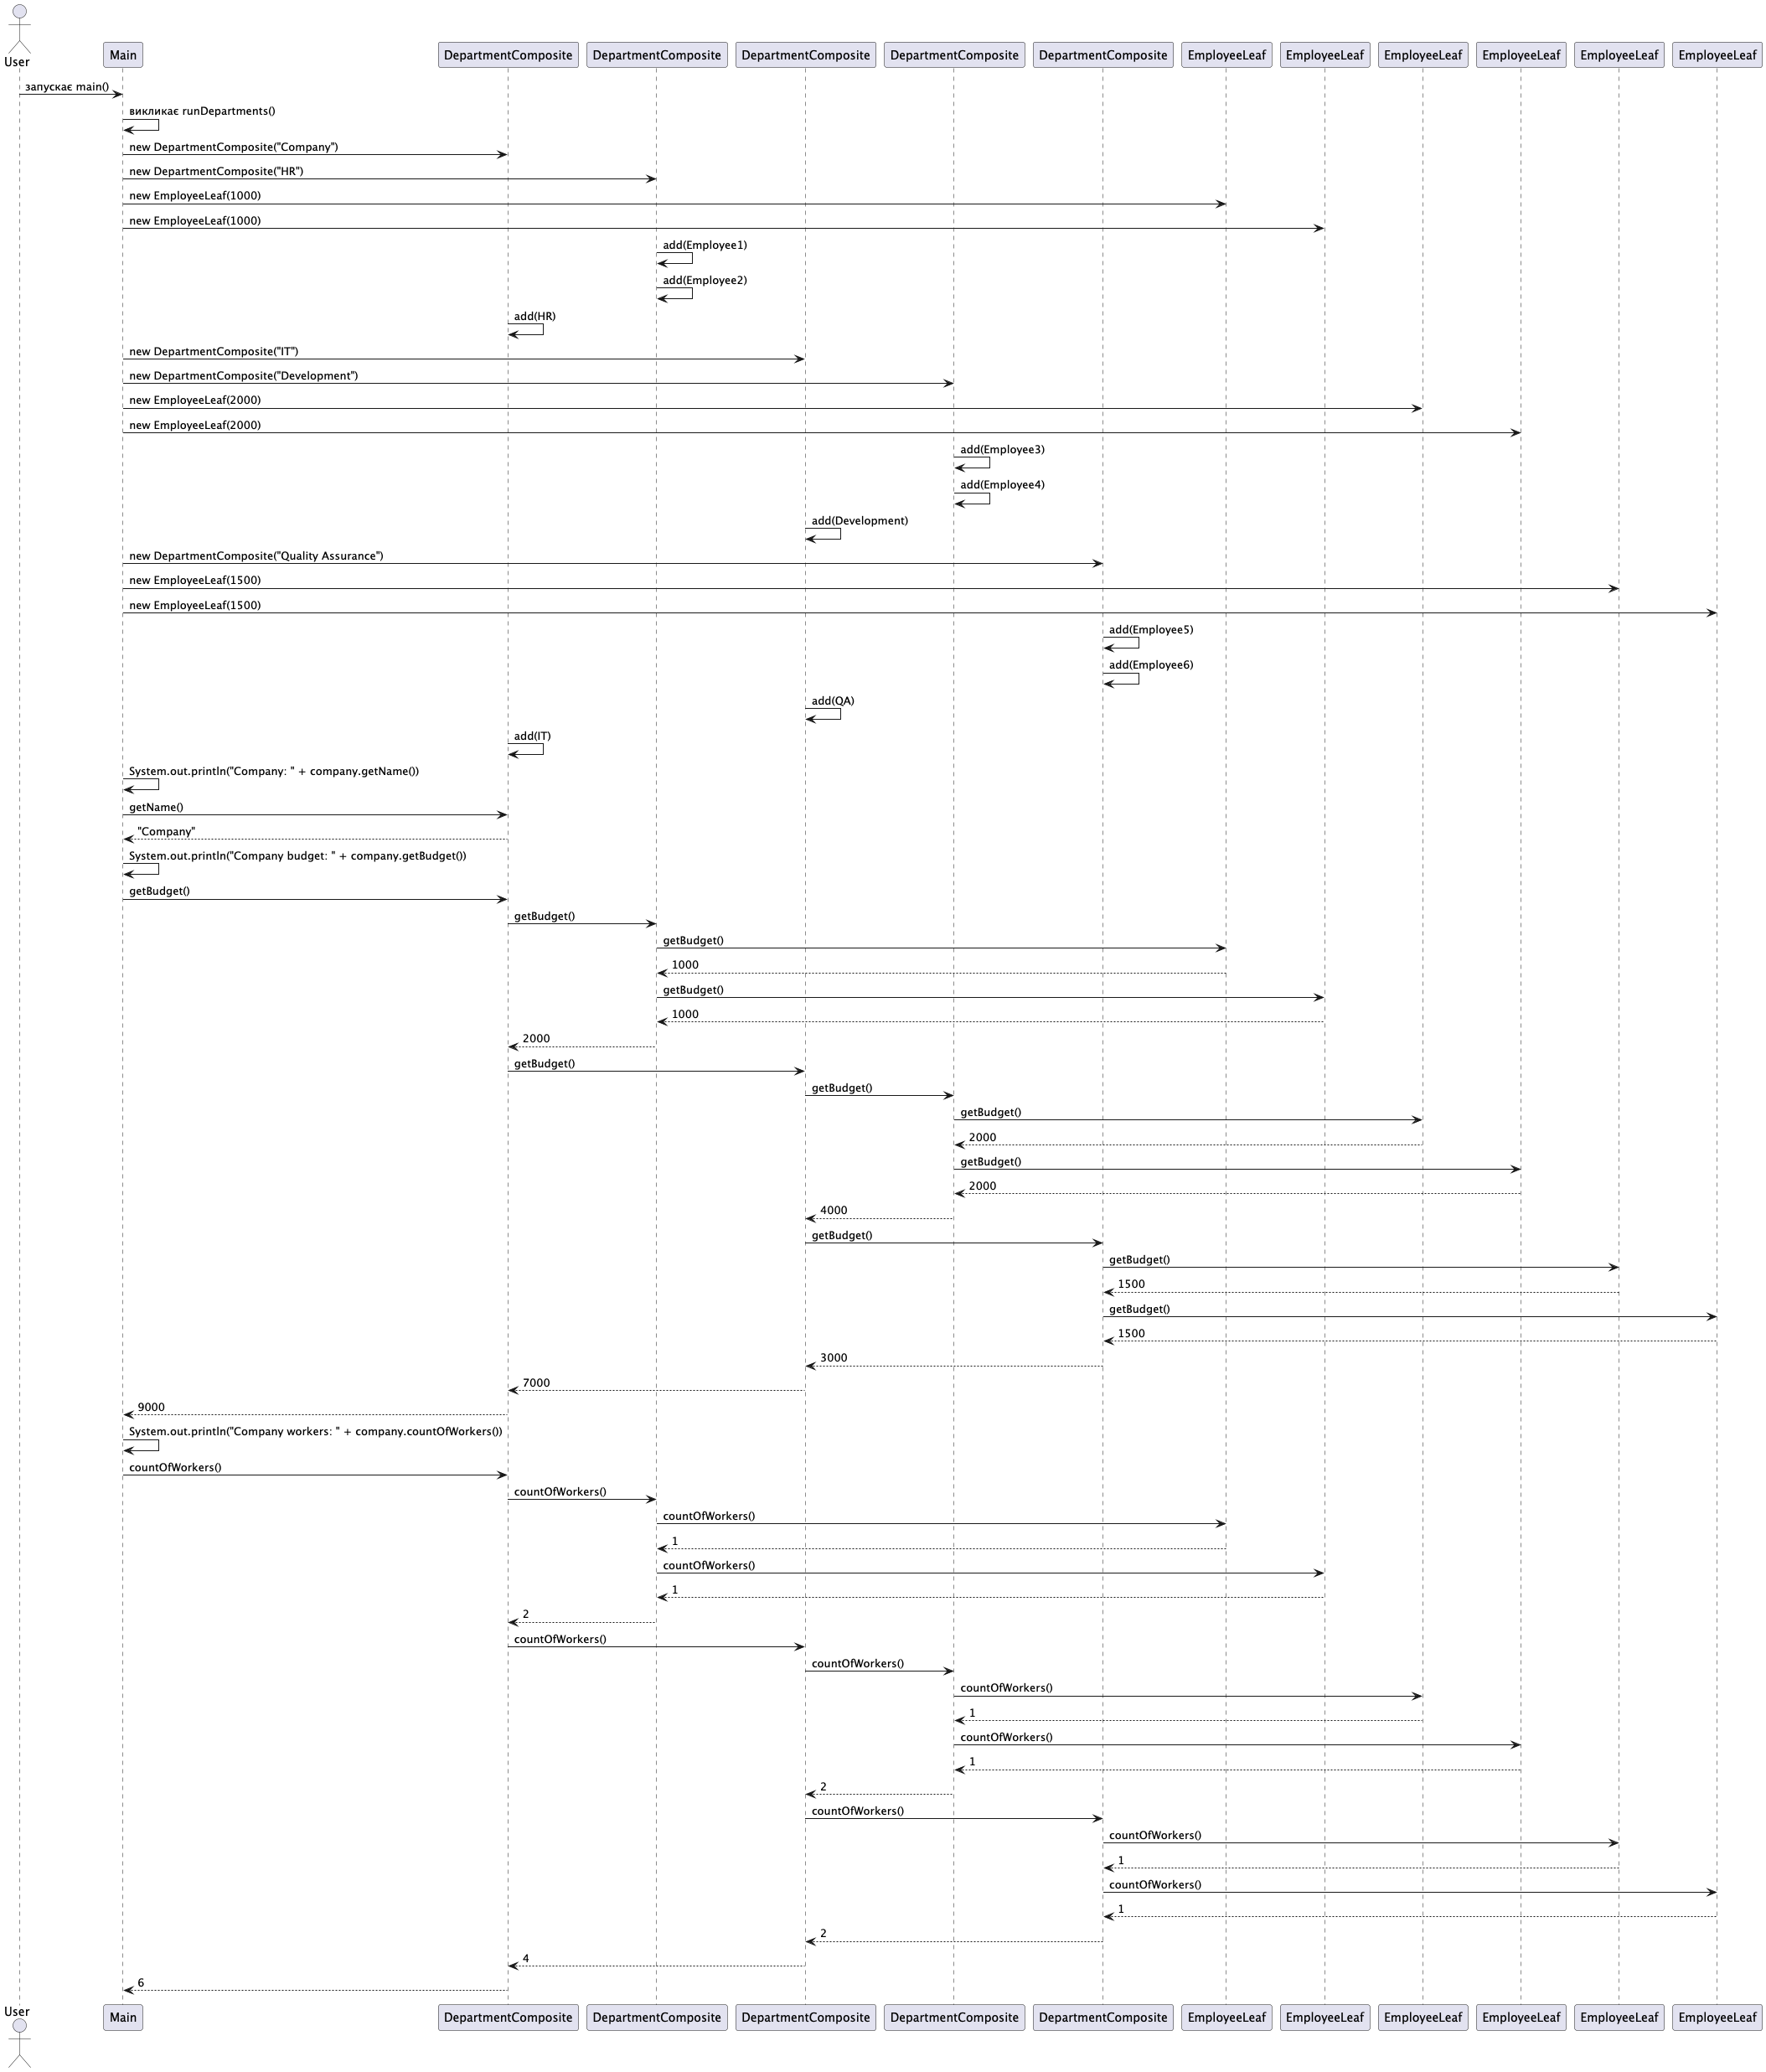 User
Main
DepartmentComposite
DepartmentComposite
DepartmentComposite
DepartmentComposite
DepartmentComposite
EmployeeLeaf
EmployeeLeaf
EmployeeLeaf
EmployeeLeaf
EmployeeLeaf
EmployeeLeaf
запускає main()
викликає runDepartments()
new DepartmentComposite("Company")
new DepartmentComposite("HR")
new EmployeeLeaf(1000)
new EmployeeLeaf(1000)
add(Employee1)
add(Employee2)
add(HR)
new DepartmentComposite("IT")
new DepartmentComposite("Development")
new EmployeeLeaf(2000)
new EmployeeLeaf(2000)
add(Employee3)
add(Employee4)
add(Development)
new DepartmentComposite("Quality Assurance")
new EmployeeLeaf(1500)
new EmployeeLeaf(1500)
add(Employee5)
add(Employee6)
add(QA)
add(IT)
System.out.println("Company: " + company.getName())
getName()
"Company"
System.out.println("Company budget: " + company.getBudget())
getBudget()
getBudget()
getBudget()
1000
getBudget()
1000
2000
getBudget()
getBudget()
getBudget()
2000
getBudget()
2000
4000
getBudget()
getBudget()
1500
getBudget()
1500
3000
7000
9000
System.out.println("Company workers: " + company.countOfWorkers())
countOfWorkers()
countOfWorkers()
countOfWorkers()
1
countOfWorkers()
1
2
countOfWorkers()
countOfWorkers()
countOfWorkers()
1
countOfWorkers()
1
2
countOfWorkers()
countOfWorkers()
1
countOfWorkers()
1
2
4
6
User
Main
DepartmentComposite
DepartmentComposite
DepartmentComposite
DepartmentComposite
DepartmentComposite
EmployeeLeaf
EmployeeLeaf
EmployeeLeaf
EmployeeLeaf
EmployeeLeaf
EmployeeLeaf